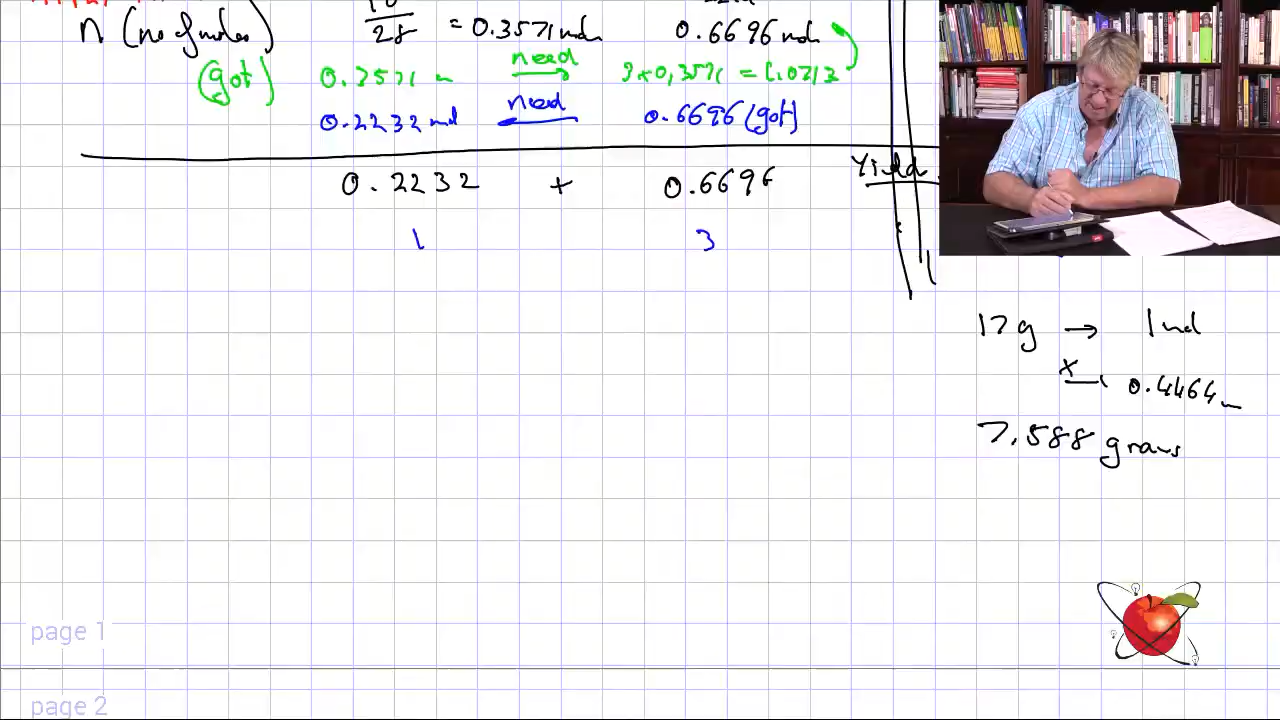 n (no of moles) 28 = 0.3571 mol 0.6696 mol
(got) 0.3571 m need 3×0,3571 = 1.0713
0.2232 mol need 0.6696 (got)
0.2232 + 0.6696 Yield
1 3
17g → 1 mol
x 0.4464 m
7.588 grams
page 1
page 2